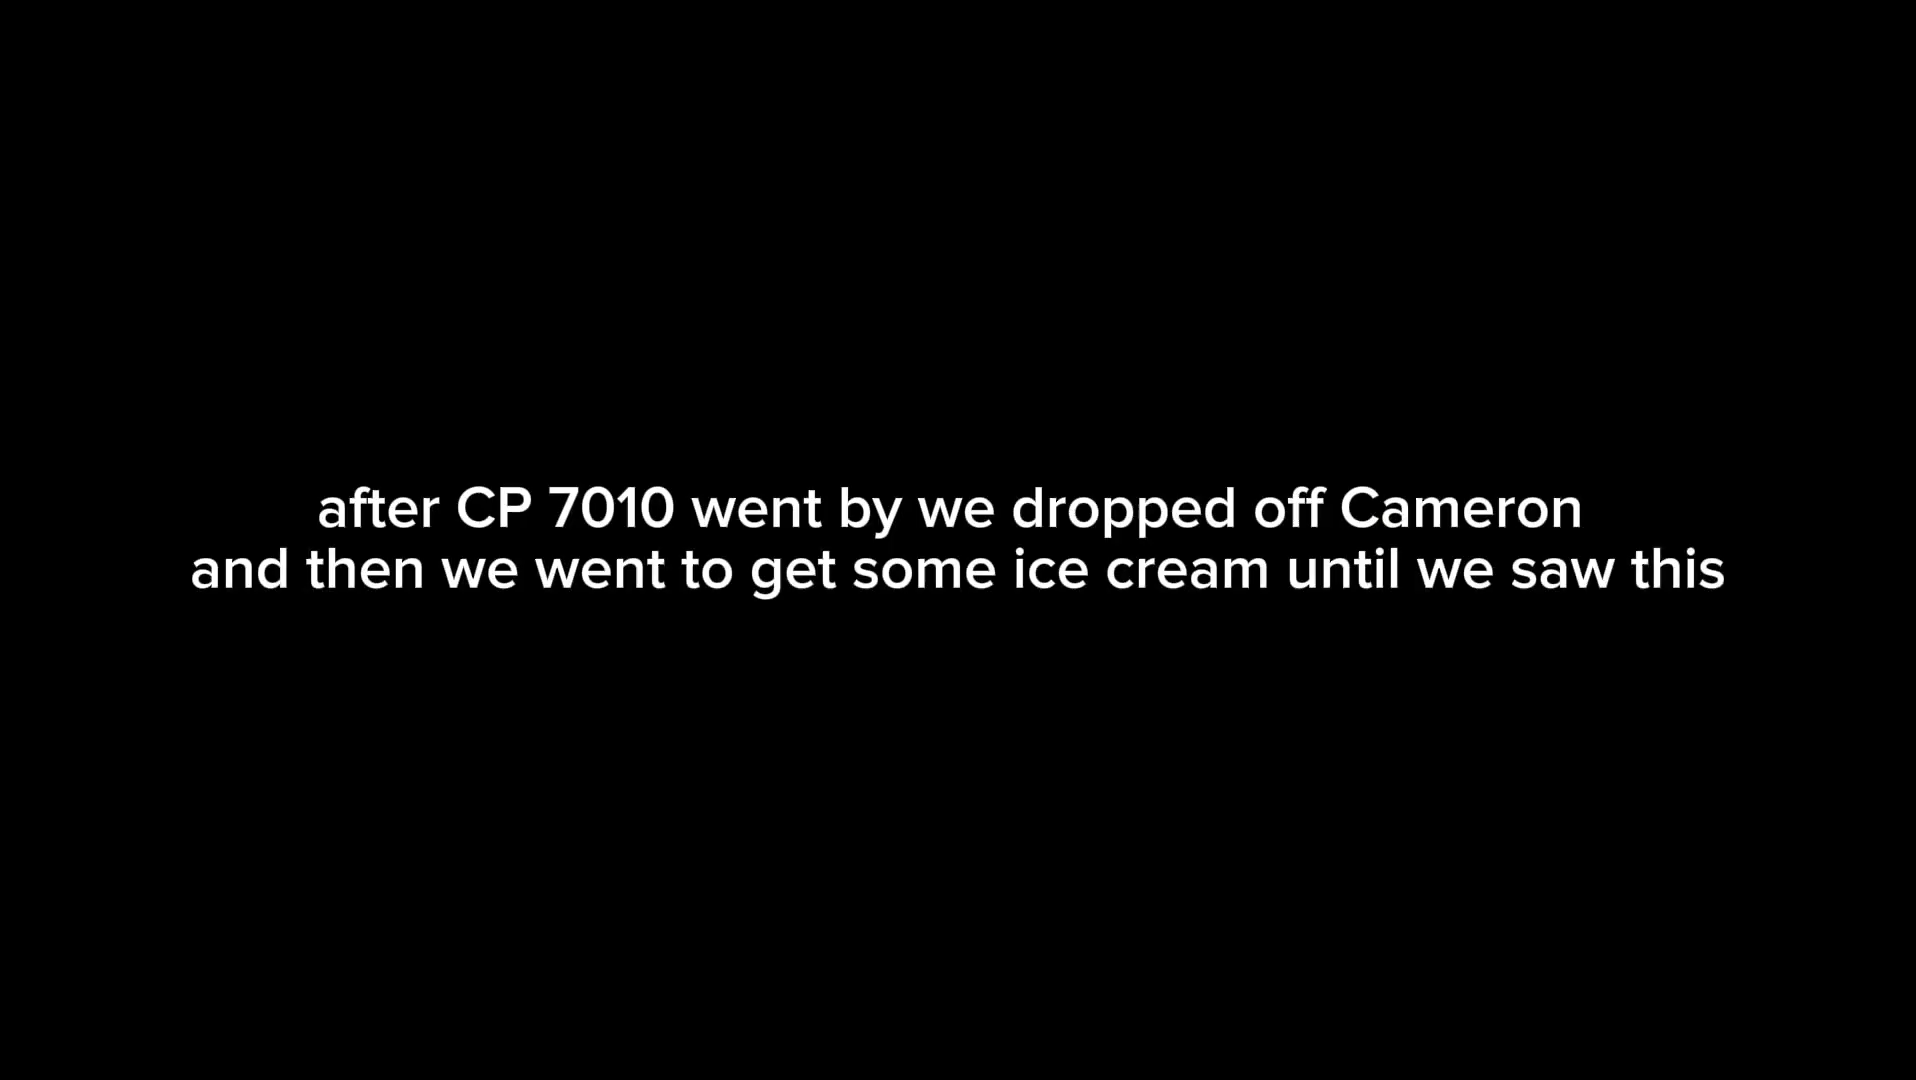 after CP 7010 went by we dropped off Cameron
and then we went to get some ice cream until we saw this